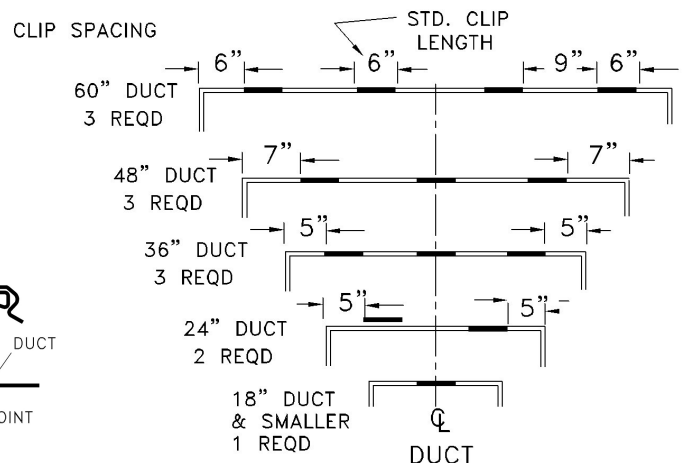 CLIP SPACING
STD. CLIP
LENGTH
6" 6" 9" 6"
60" DUCT
3 REQD
7" 7"
48" DUCT
3 REQD
5" 5"
36" DUCT
3 REQD
5" 5"
24" DUCT
2 REQD
18" DUCT
& SMALLER
1 REQD
℄
DUCT
DUCT
OINT